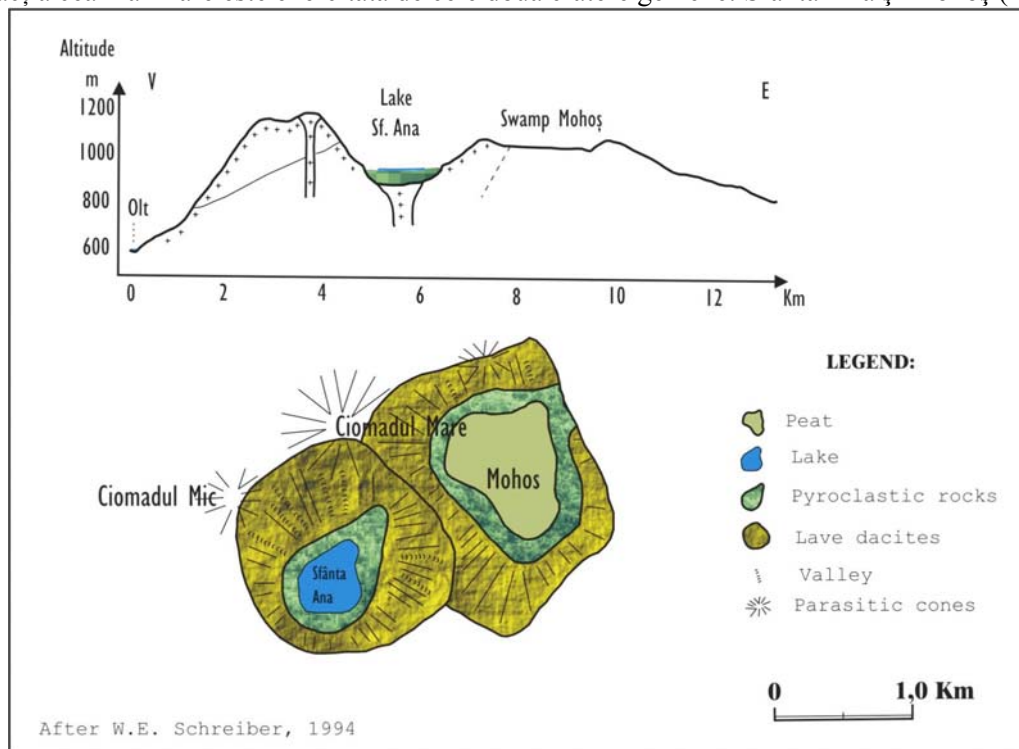 Altitude
m
V
E
1200
1000
800
600
Lake
Sf. Ana
Swamp Mohoş
Olt
0 2 4 6 8 10 12 Km
LEGEND:
Peat
Lake
Pyroclastic rocks
Lave dacites
Valley
Parasitic cones
Ciomadul Mare
Ciomadul Mic
Mohos
Sfânta
Ana
0 1,0 Km
After W.E. Schreiber, 1994